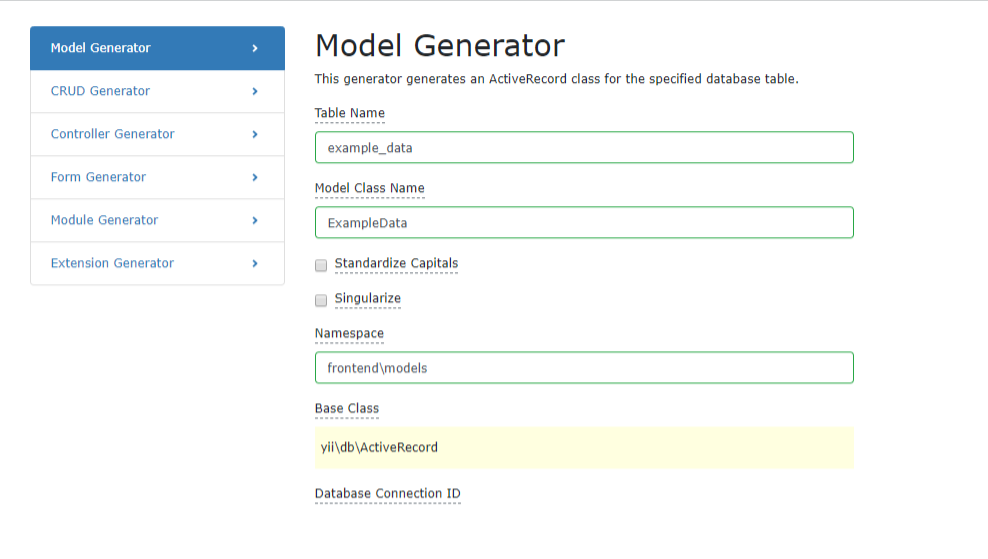 Model Generator
CRUD Generator
Controller Generator
Form Generator
Module Generator
Extension Generator
Model Generator
This generator generates an ActiveRecord class for the specified database table.
Table Name
example_data
Model Class Name
ExampleData
Standardize Capitals
Singularize
Namespace
frontend\models
Base Class
yii\db\ActiveRecord
Database Connection ID